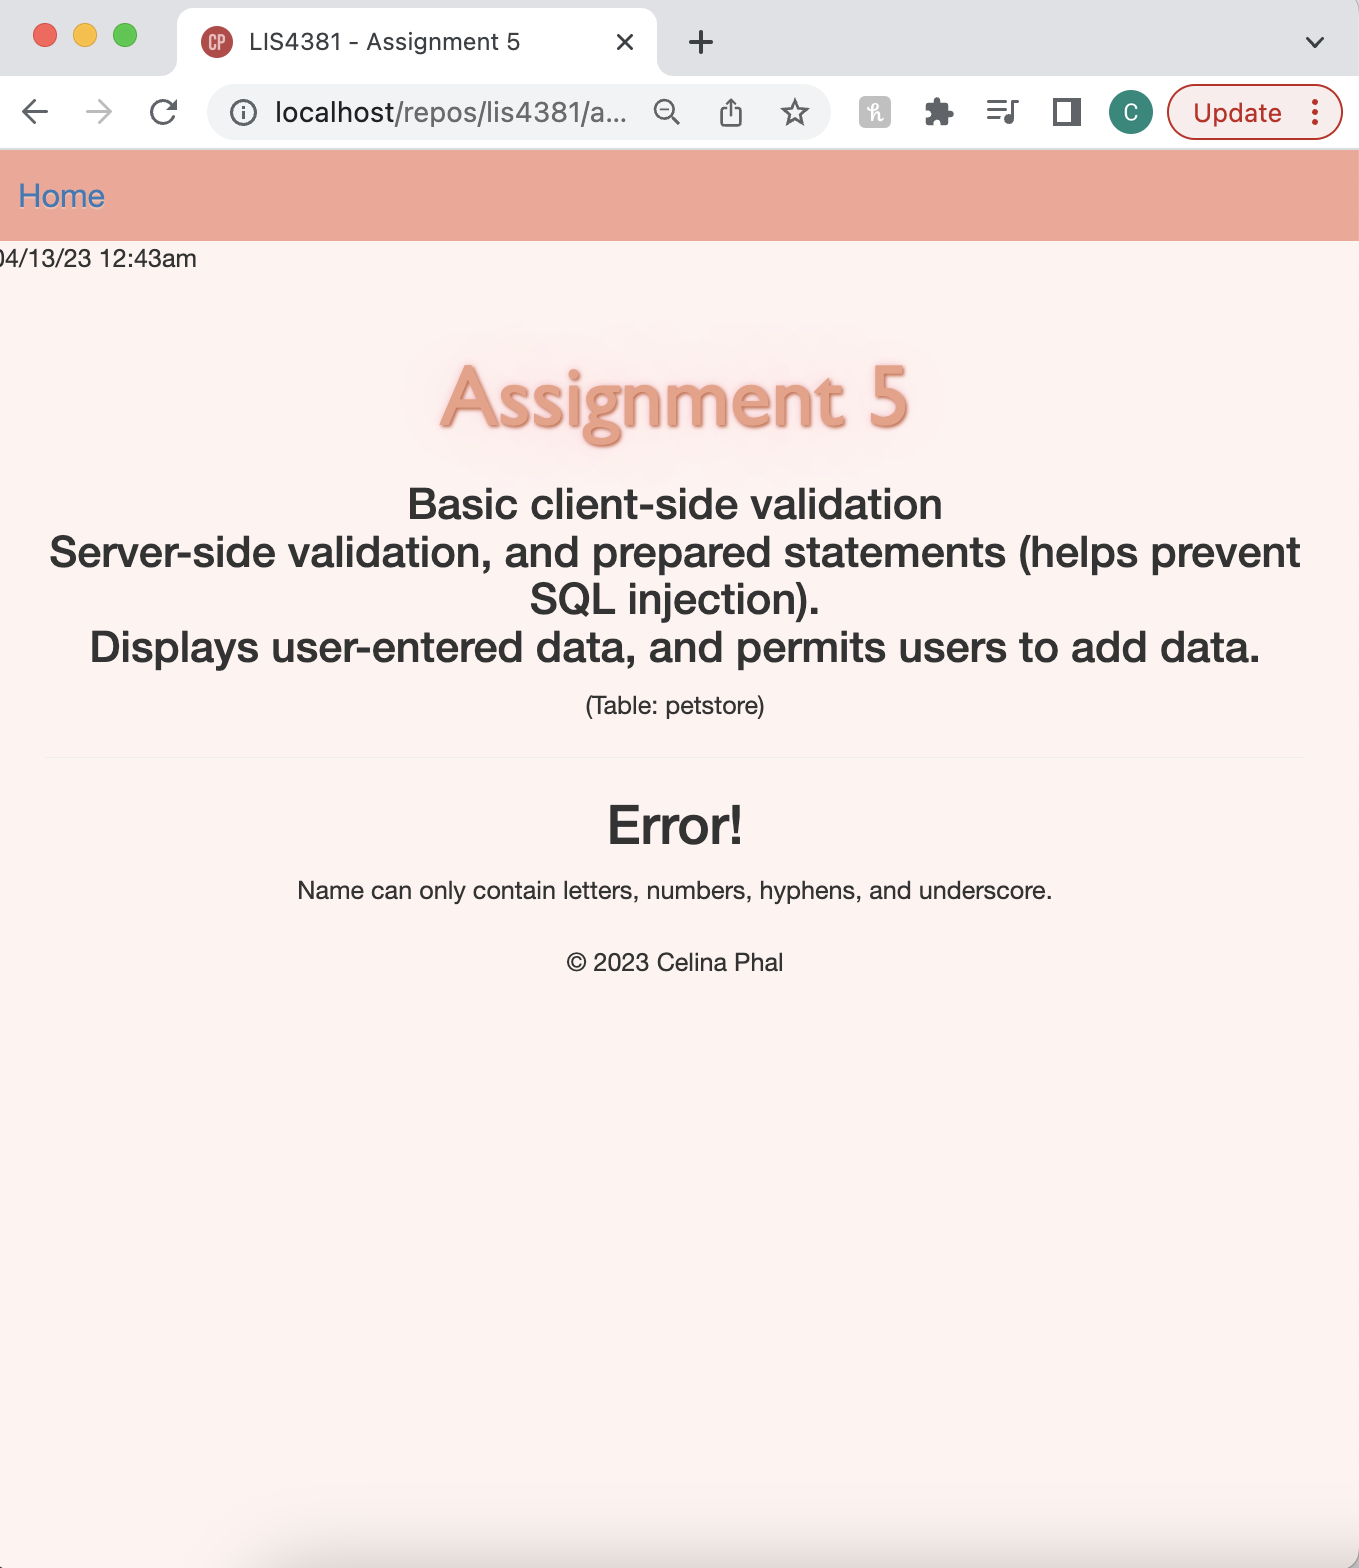 CP LIS4381 - Assignment 5
localhost/repos/lis4381/a... C Update
Home
04/13/23 12:43am
Assignment 5
Basic client-side validation
Server-side validation, and prepared statements (helps prevent
SQL injection).
Displays user-entered data, and permits users to add data.
(Table: petstore)
Error!
Name can only contain letters, numbers, hyphens, and underscore.
© 2023 Celina Phal